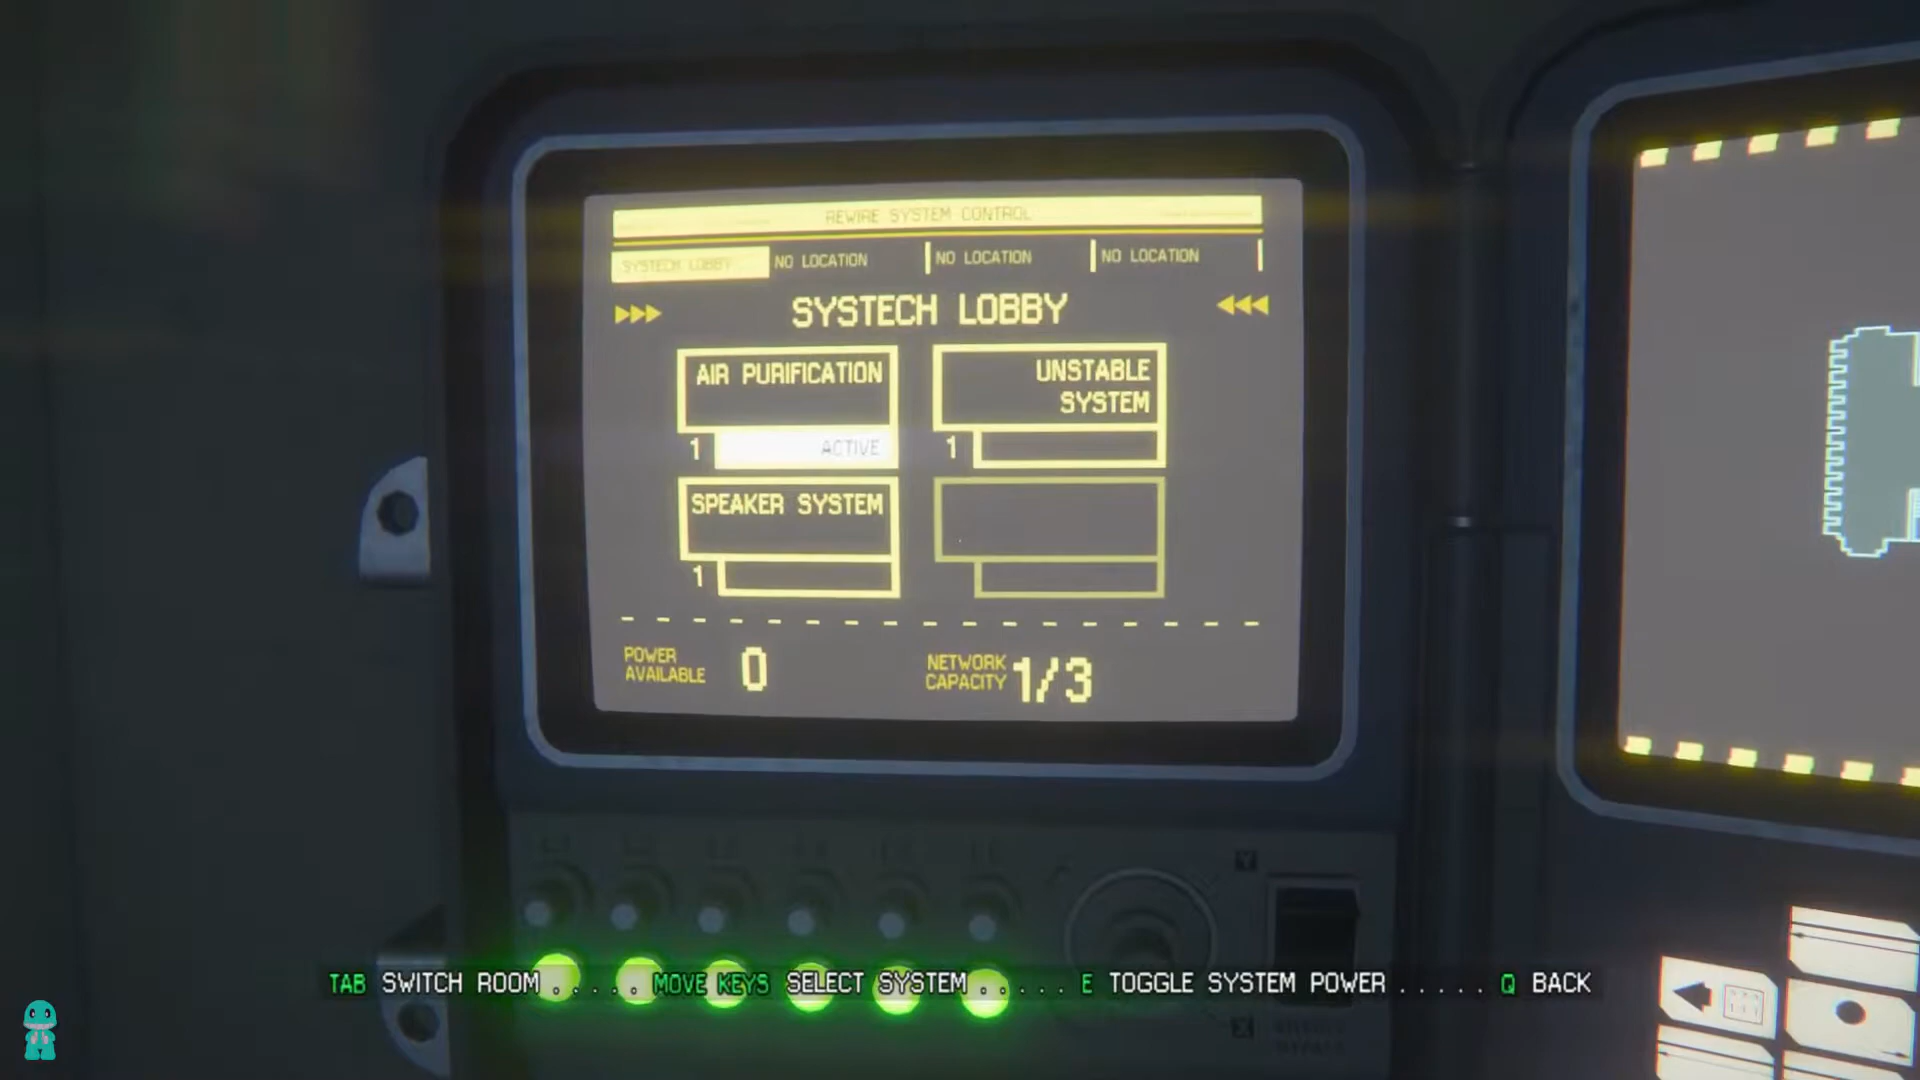 REWIRE SYSTEM CONTROL
SYSTECH LOBBY
NO LOCATION
NO LOCATION
NO LOCATION
SYSTECH LOBBY
AIR PURIFICATION
1
ACTIVE
UNSTABLE
SYSTEM
1
SPEAKER SYSTEM
1
POWER
AVAILABLE
0
NETWORK
CAPACITY
1/3
Y
X
TAB SWITCH ROOM . . . . . MOVE KEYS SELECT SYSTEM . . . . . . E TOGGLE SYSTEM POWER . . . . . Q BACK